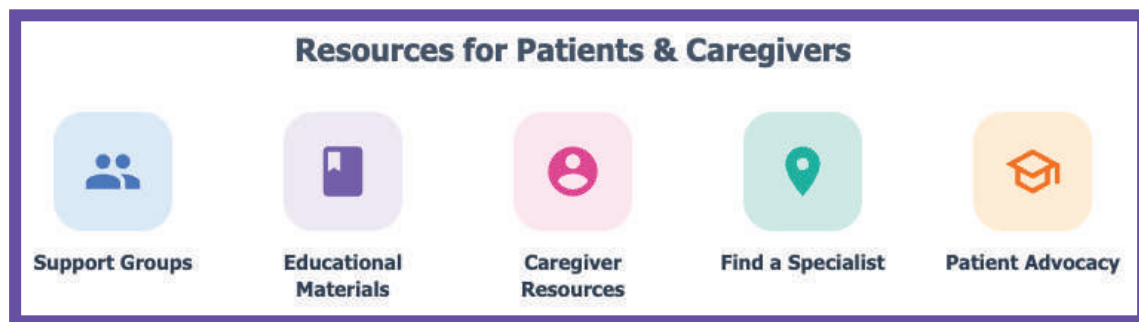 Resources for Patients & Caregivers
Support Groups
Educational
Materials
Caregiver
Resources
Find a Specialist
Patient Advocacy